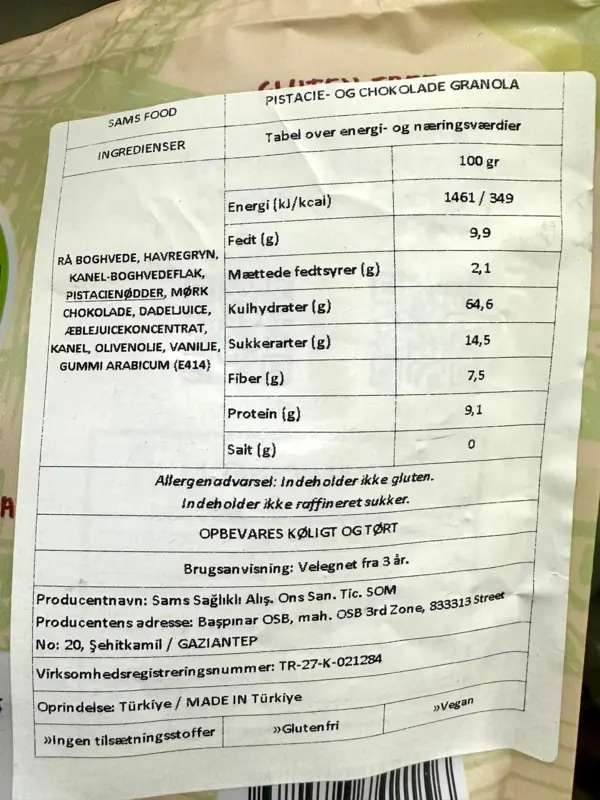 GLUTEN FREE
SAMS FOOD
PISTACIE- OG CHOKOLADE GRANOLA
INGREDIENSER
Tabel over energi- og næringsværdier
100 gr
RÅ BOGHVEDE, HAVREGRYN,
KANEL-BOGHVEDEFLAK,
PISTACIENØDDER, MØRK
CHOKOLADE, DADELJUICE,
ÆBLEJUICEKONCENTRAT,
KANEL, OLIVENOLIE, VANILJE,
GUMMI ARABICUM (E414)
Energi (kJ/kcal) 1461 / 349
Fedt (g) 9,9
Mættede fedtsyrer (g) 2,1
Kulhydrater (g) 64,6
Sukkerarter (g) 14,5
Fiber (g) 7,5
Protein (g) 9,1
Salt (g) 0
Allergenadvarsel: Indeholder ikke gluten.
Indeholder ikke raffineret sukker.
OPBEVARES KØLIGT OG TØRT
Brugsanvisning: Velegnet fra 3 år.
Producentnavn: Sams Sağlıklı Alış. Ons San. Tic. SOM
Producentens adresse: Başpınar OSB, mah. OSB 3rd Zone, 833313 Street
No: 20, Şehitkamil / GAZIANTEP
Virksomhedsregistreringsnummer: TR-27-K-021284
Oprindelse: Türkiye / MADE IN Türkiye
»Ingen tilsætningsstoffer
»Glutenfri
»Vegan